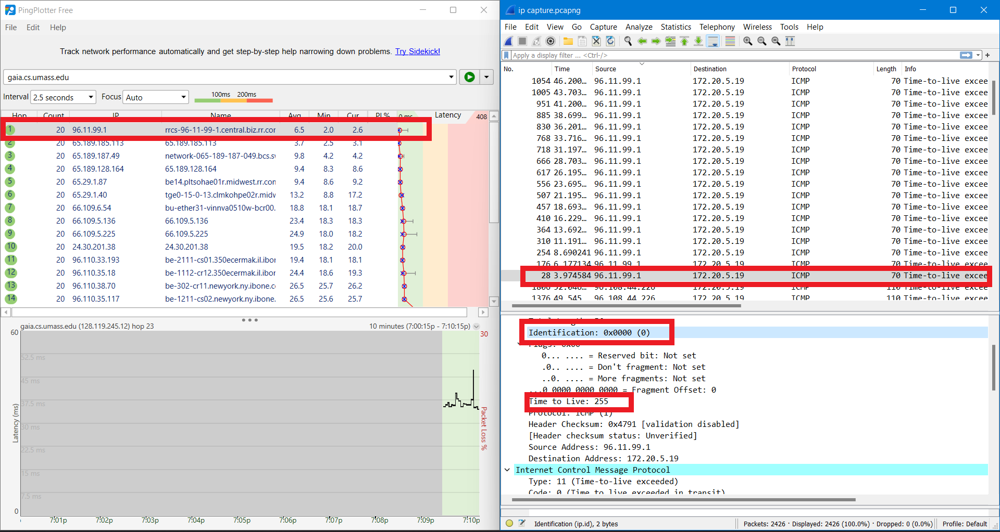 PingPlotter Free
File Edit Help
Track network performance automatically and get step-by-step help narrowing down problems. Try Sidekick!
gaia.cs.umass.edu
Interval 2.5 seconds Focus Auto 100ms 200ms
Hop Count IP Name Avg Min Cur PL% 0 ms Latency 408
1 20 96.11.99.1 rrcs-96-11-99-1.central.biz.rr.con 6.5 2.0 2.6
2 20 65.189.185.113 65.189.185.113 3.7 2.5 3.1
3 20 65.189.187.49 network-065-189-187-049.bcs.sv 9.8 4.2 4.2
4 20 65.189.128.164 65.189.128.164 9.4 8.3 8.6
5 20 65.29.1.87 be14.pltsohae01r.midwest.rr.con 9.4 8.6 9.2
6 20 65.29.1.40 tge0-15-0-13.clmkohpe02r.midw 13.2 8.8 17.2
7 20 66.109.6.54 bu-ether31-vinnva0510w-bcr00. 18.8 18.1 18.7
8 20 66.109.5.136 66.109.5.136 23.4 18.3 18.3
9 20 66.109.5.225 66.109.5.225 24.9 18.0 18.2
10 20 24.30.201.38 24.30.201.38 19.5 18.2 20.0
11 20 96.110.33.193 be-2111-cs01.350ecermak.il.ibon 19.4 18.1 18.1
12 20 96.110.35.18 be-1112-cr12.350ecermak.il.ibor 24.4 18.6 19.3
13 20 96.110.38.70 be-302-cr11.newyork.ny.ibone.c 26.5 25.7 26.2
14 20 96.110.35.117 be-1211-cs02.newyork.ny.ibone. 26.5 25.6 25.7
gaia.cs.umass.edu (128.119.245.12) hop 23 10 minutes (7:00:15p - 7:10:15p)
60 30
52.5 ms
45 ms
37.5 ms
30 ms
22.5 ms
15 ms
7.5 ms
0
Latency (ms)
Packet Loss %
7:01p 7:02p 7:03p 7:04p 7:05p 7:06p 7:07p 7:08p 7:09p 7:10p
ip capture.pcapng
File Edit View Go Capture Analyze Statistics Telephony Wireless Tools Help
Apply a display filter ... <Ctrl-/>
No. Time Source Destination Protocol Length Info
1054 46.200… 96.11.99.1 172.20.5.19 ICMP 70 Time-to-live excee
1005 43.703… 96.11.99.1 172.20.5.19 ICMP 70 Time-to-live excee
951 41.200… 96.11.99.1 172.20.5.19 ICMP 70 Time-to-live excee
885 38.699… 96.11.99.1 172.20.5.19 ICMP 70 Time-to-live excee
830 36.201… 96.11.99.1 172.20.5.19 ICMP 70 Time-to-live excee
768 33.716… 96.11.99.1 172.20.5.19 ICMP 70 Time-to-live excee
718 31.197… 96.11.99.1 172.20.5.19 ICMP 70 Time-to-live excee
666 28.703… 96.11.99.1 172.20.5.19 ICMP 70 Time-to-live excee
617 26.195… 96.11.99.1 172.20.5.19 ICMP 70 Time-to-live excee
556 23.695… 96.11.99.1 172.20.5.19 ICMP 70 Time-to-live excee
507 21.195… 96.11.99.1 172.20.5.19 ICMP 70 Time-to-live excee
457 18.693… 96.11.99.1 172.20.5.19 ICMP 70 Time-to-live excee
410 16.229… 96.11.99.1 172.20.5.19 ICMP 70 Time-to-live excee
364 13.692… 96.11.99.1 172.20.5.19 ICMP 70 Time-to-live excee
310 11.191… 96.11.99.1 172.20.5.19 ICMP 70 Time-to-live excee
254 8.690241 96.11.99.1 172.20.5.19 ICMP 70 Time-to-live excee
176 6.177134 96.11.99.1 172.20.5.19 ICMP 70 Time-to-live excee
28 3.974584 96.11.99.1 172.20.5.19 ICMP 70 Time-to-live excee
1806 52.046… 96.108.44.226 172.20.5.19 ICMP 110 Time-to-live excee
1376 49.545… 96.108.44.226 172.20.5.19 ICMP 110 Time-to-live excee
Identification: 0x0000 (0)
Flags: 0x00
0... .... = Reserved bit: Not set
.0.. .... = Don't fragment: Not set
..0. .... = More fragments: Not set
...0 0000 0000 0000 = Fragment Offset: 0
Time to Live: 255
Protocol: ICMP (1)
Header Checksum: 0x4791 [validation disabled]
[Header checksum status: Unverified]
Source Address: 96.11.99.1
Destination Address: 172.20.5.19
Internet Control Message Protocol
Type: 11 (Time-to-live exceeded)
Code: 0 (Time to live exceeded in transit)
Identification (ip.id), 2 bytes Packets: 2426 · Displayed: 2426 (100.0%) · Dropped: 0 (0.0%) Profile: Default